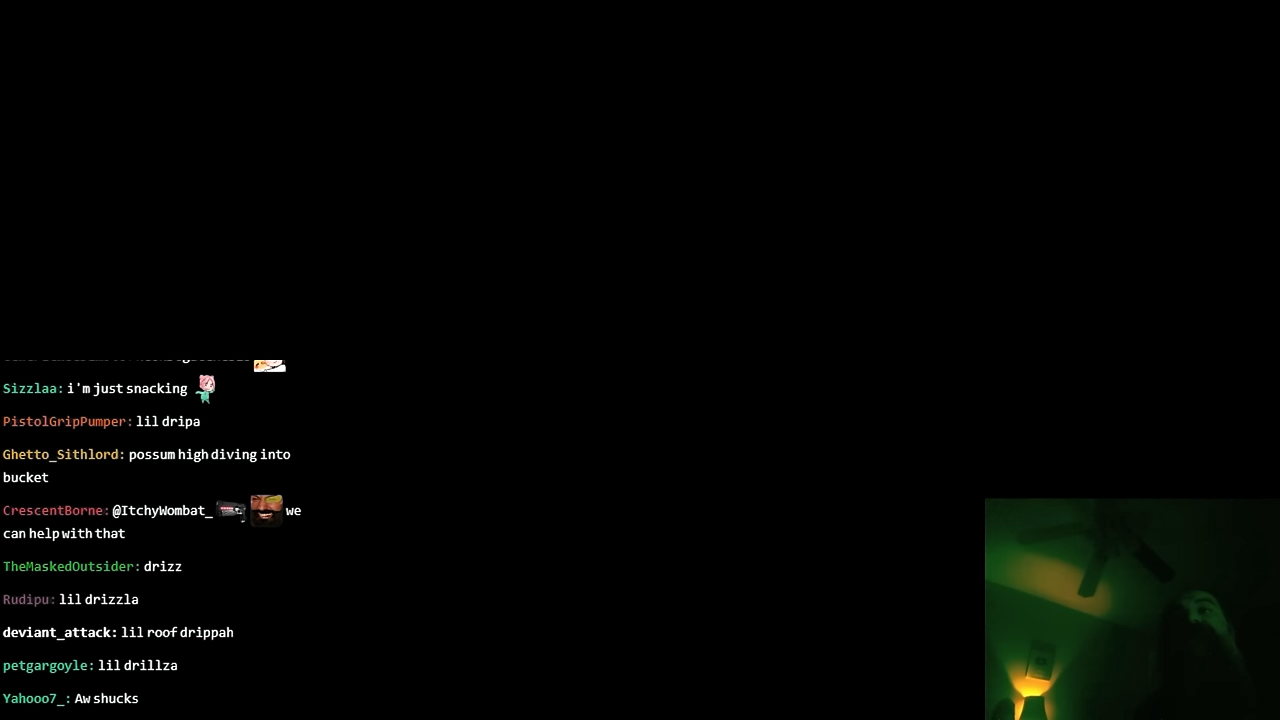 Sizzlaa: i'm just snacking
PistolGripPumper: lil dripa
Ghetto_Sithlord: possum high diving into
bucket
CrescentBorne: @ItchyWombat_ we
can help with that
TheMaskedOutsider: drizz
Rudipu: lil drizzla
deviant_attack: lil roof drippah
petgargoyle: lil drillza
Yahooo7_: Aw shucks